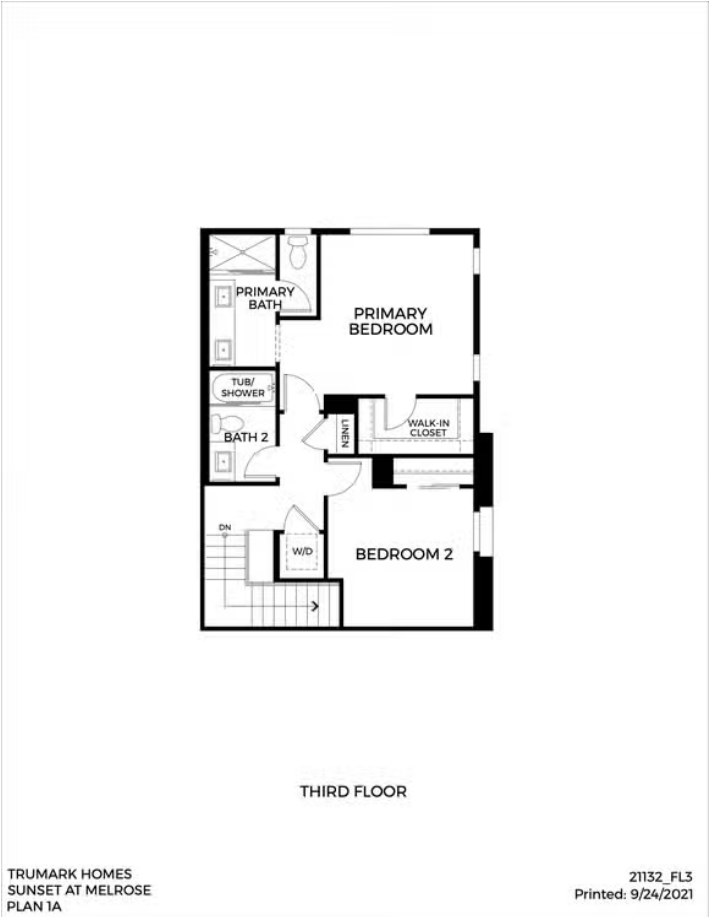 PRIMARY
BATH
PRIMARY
BEDROOM
TUB/
SHOWER
WALK-IN
CLOSET
LINEN
BATH 2
DN
W/D
BEDROOM 2
THIRD FLOOR
TRUMARK HOMES
SUNSET AT MELROSE
PLAN 1A
21132_FL3
Printed: 9/24/2021